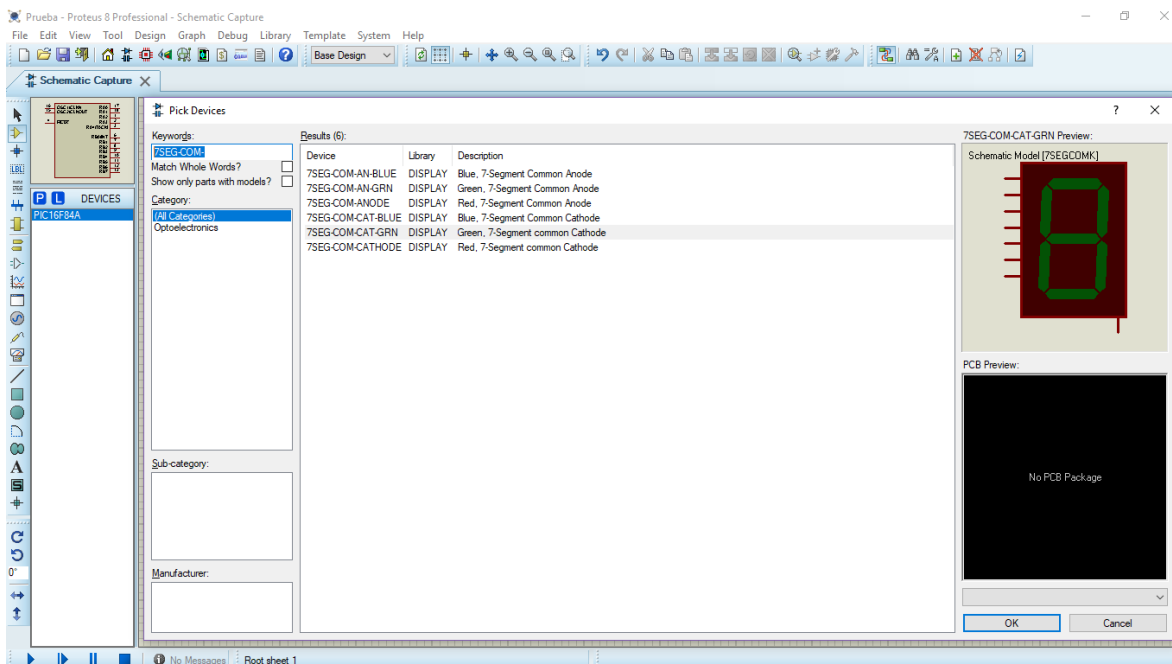 Prueba - Proteus 8 Professional - Schematic Capture
File Edit View Tool Design Graph Debug Library Template System Help
Base Design
Schematic Capture
Pick Devices
Keywords:
7SEG-COM-
Match Whole Words?
Show only parts with models?
Category:
(All Categories)
Optoelectronics
Sub-category:
Manufacturer:
Results (6):
Device Library Description
7SEG-COM-AN-BLUE DISPLAY Blue, 7-Segment Common Anode
7SEG-COM-AN-GRN DISPLAY Green, 7-Segment Common Anode
7SEG-COM-ANODE DISPLAY Red, 7-Segment Common Anode
7SEG-COM-CAT-BLUE DISPLAY Blue, 7-Segment Common Cathode
7SEG-COM-CAT-GRN DISPLAY Green, 7-Segment common Cathode
7SEG-COM-CATHODE DISPLAY Red, 7-Segment common Cathode
7SEG-COM-CAT-GRN Preview:
Schematic Model [7SEGCOMK]
PCB Preview:
No PCB Package
OK Cancel
P L DEVICES
PIC16F84A
LBL
A
S
0°
No Messages Root sheet 1